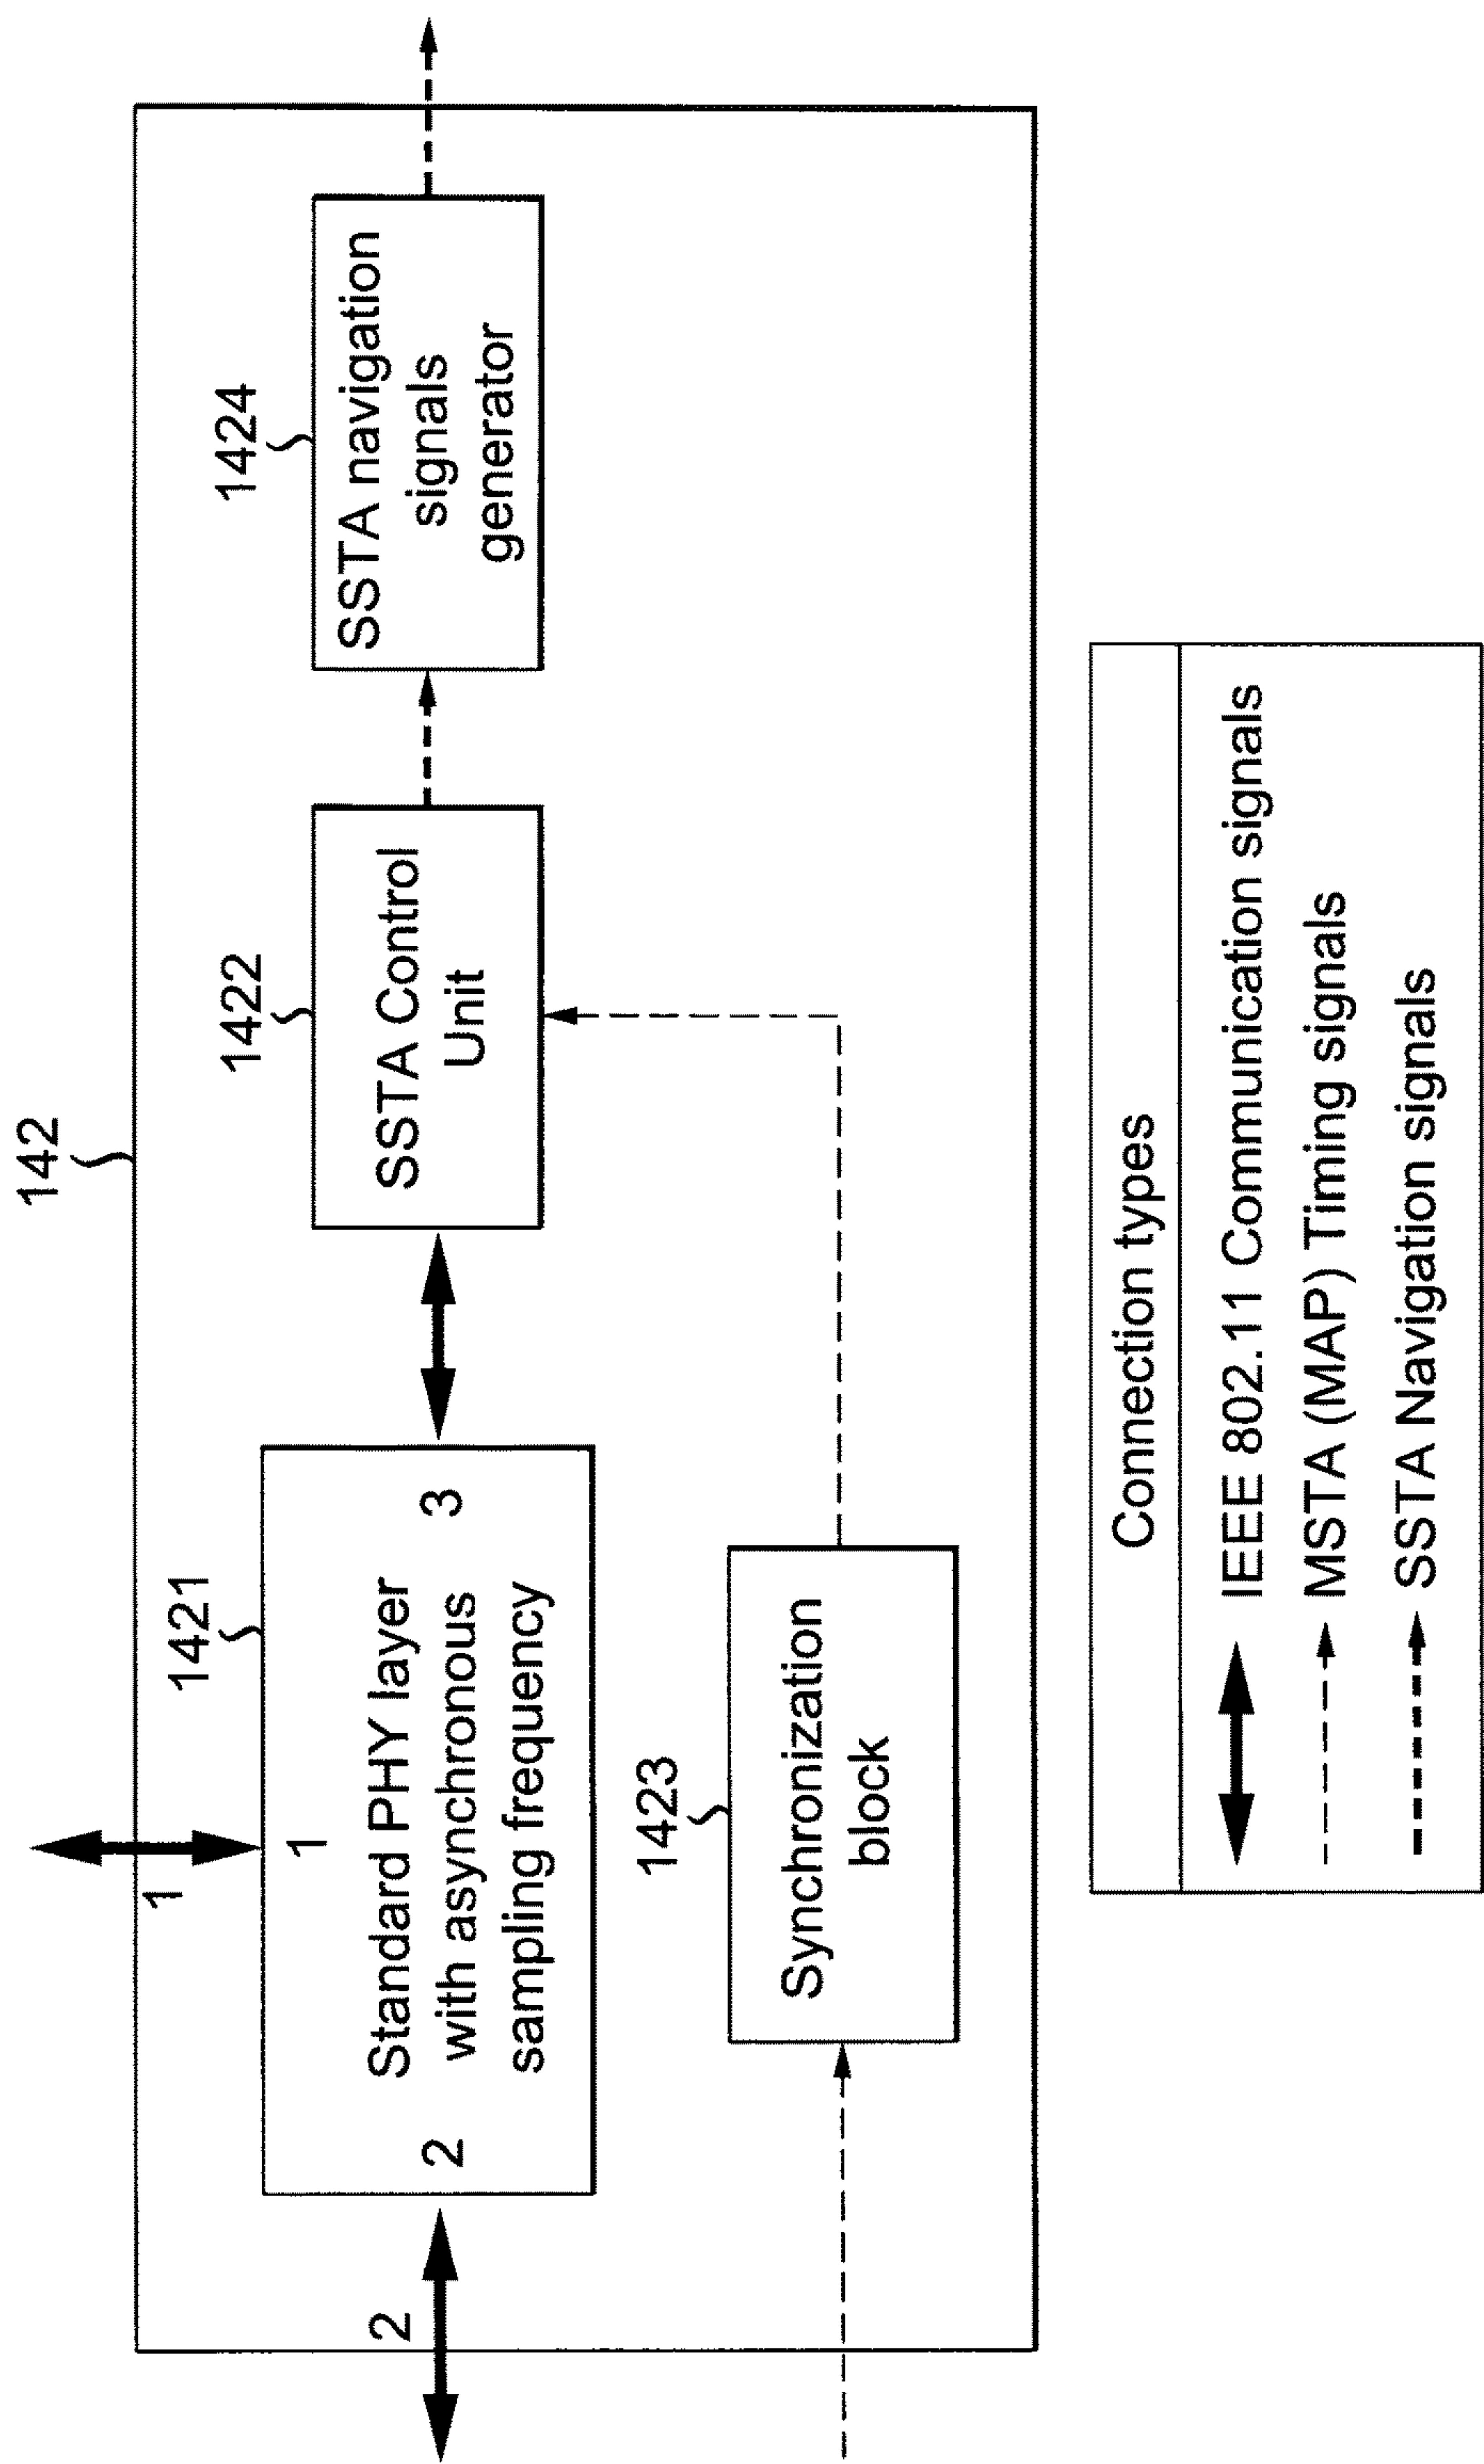 142
1
1421
1
2
3
Standard PHY layer
with asynchronous
sampling frequency
2
1422
SSTA Control
Unit
1424
SSTA navigation
signals
generator
1423
Synchronization
block
Connection types
IEEE 802.11 Communication signals
MSTA (MAP) Timing signals
SSTA Navigation signals